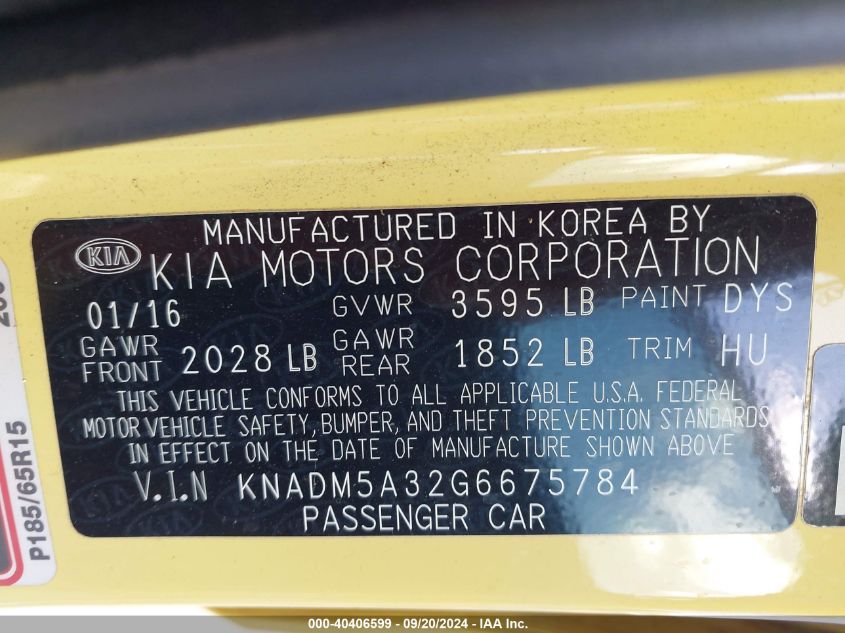 MANUFACTURED IN KOREA BY
KIA KIA MOTORS CORPORATION
01/16 GVWR 3595 LB PAINT DYS
GAWR FRONT 2028 LB GAWR REAR 1852 LB TRIM HU
THIS VEHICLE CONFORMS TO ALL APPLICABLE U.S.A. FEDERAL
MOTOR VEHICLE SAFETY, BUMPER, AND THEFT PREVENTION STANDARDS
IN EFFECT ON THE DATE OF MANUFACTURE SHOWN ABOVE
V.I.N KNADM5A32G6675784
PASSENGER CAR
P185/65R15
000-40406599 - 09/20/2024 - IAA Inc.